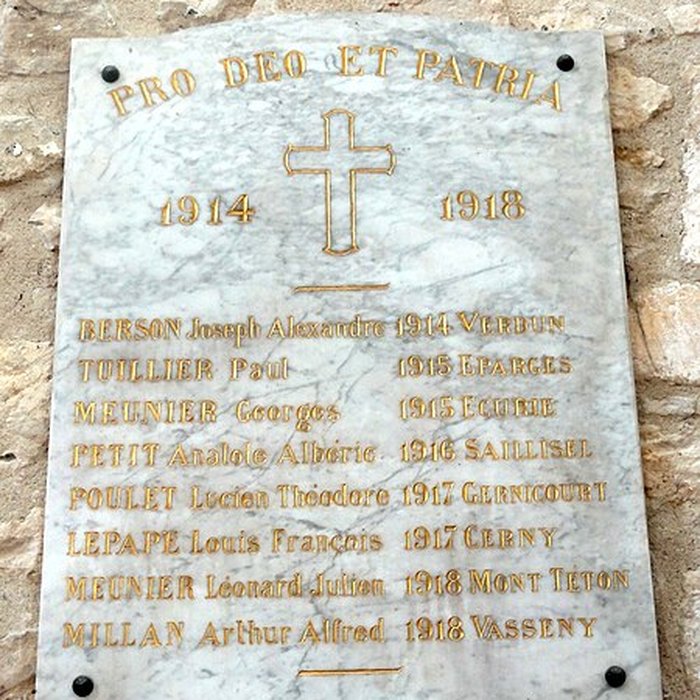 PRO DEO ET PATRIA
1914 1918
BERSON Joseph Alexandre 1914 VERDUN
TUILLIER Paul 1915 EPARGES
MEUNIER Georges 1915 ECURIE
PETIT Anatole Albéric 1916 SAILLISEL
POULET Lucien Théodore 1917 GERNICOURT
LEPAPE Louis François 1917 CERNY
MEUNIER Léonard Julien 1918 MONT TÉTON
MILLAN Arthur Alfred 1918 VASSENY